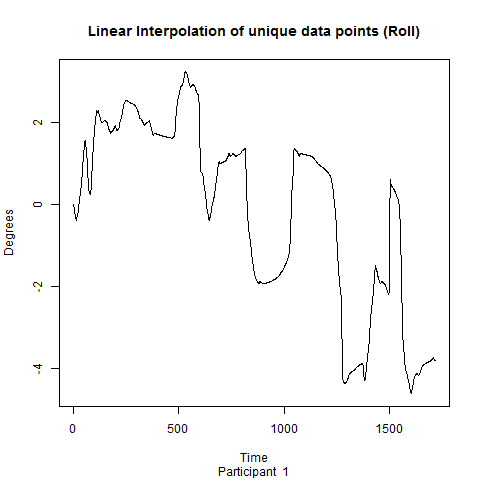 Linear Interpolation of unique data points (Roll)
Degrees
2
0
-2
-4
0 500 1000 1500
Time
Participant 1